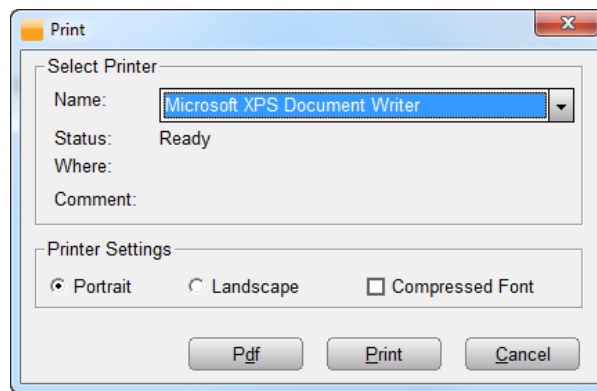 Print
Select Printer
Name: Microsoft XPS Document Writer
Status: Ready
Where:
Comment:
Printer Settings
Portrait Landscape Compressed Font
Pdf Print Cancel